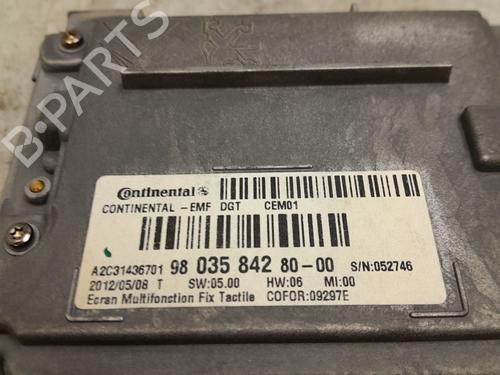 B-PARTS
Continental
CONTINENTAL -EMF DGT CEM01
A2C31436701 98 035 842 80-00 S/N:052746
2012/05/08 T SW:05.00 HW:06 MI:00
Ecran Multifonction Fix Tactile COFOR:09297E